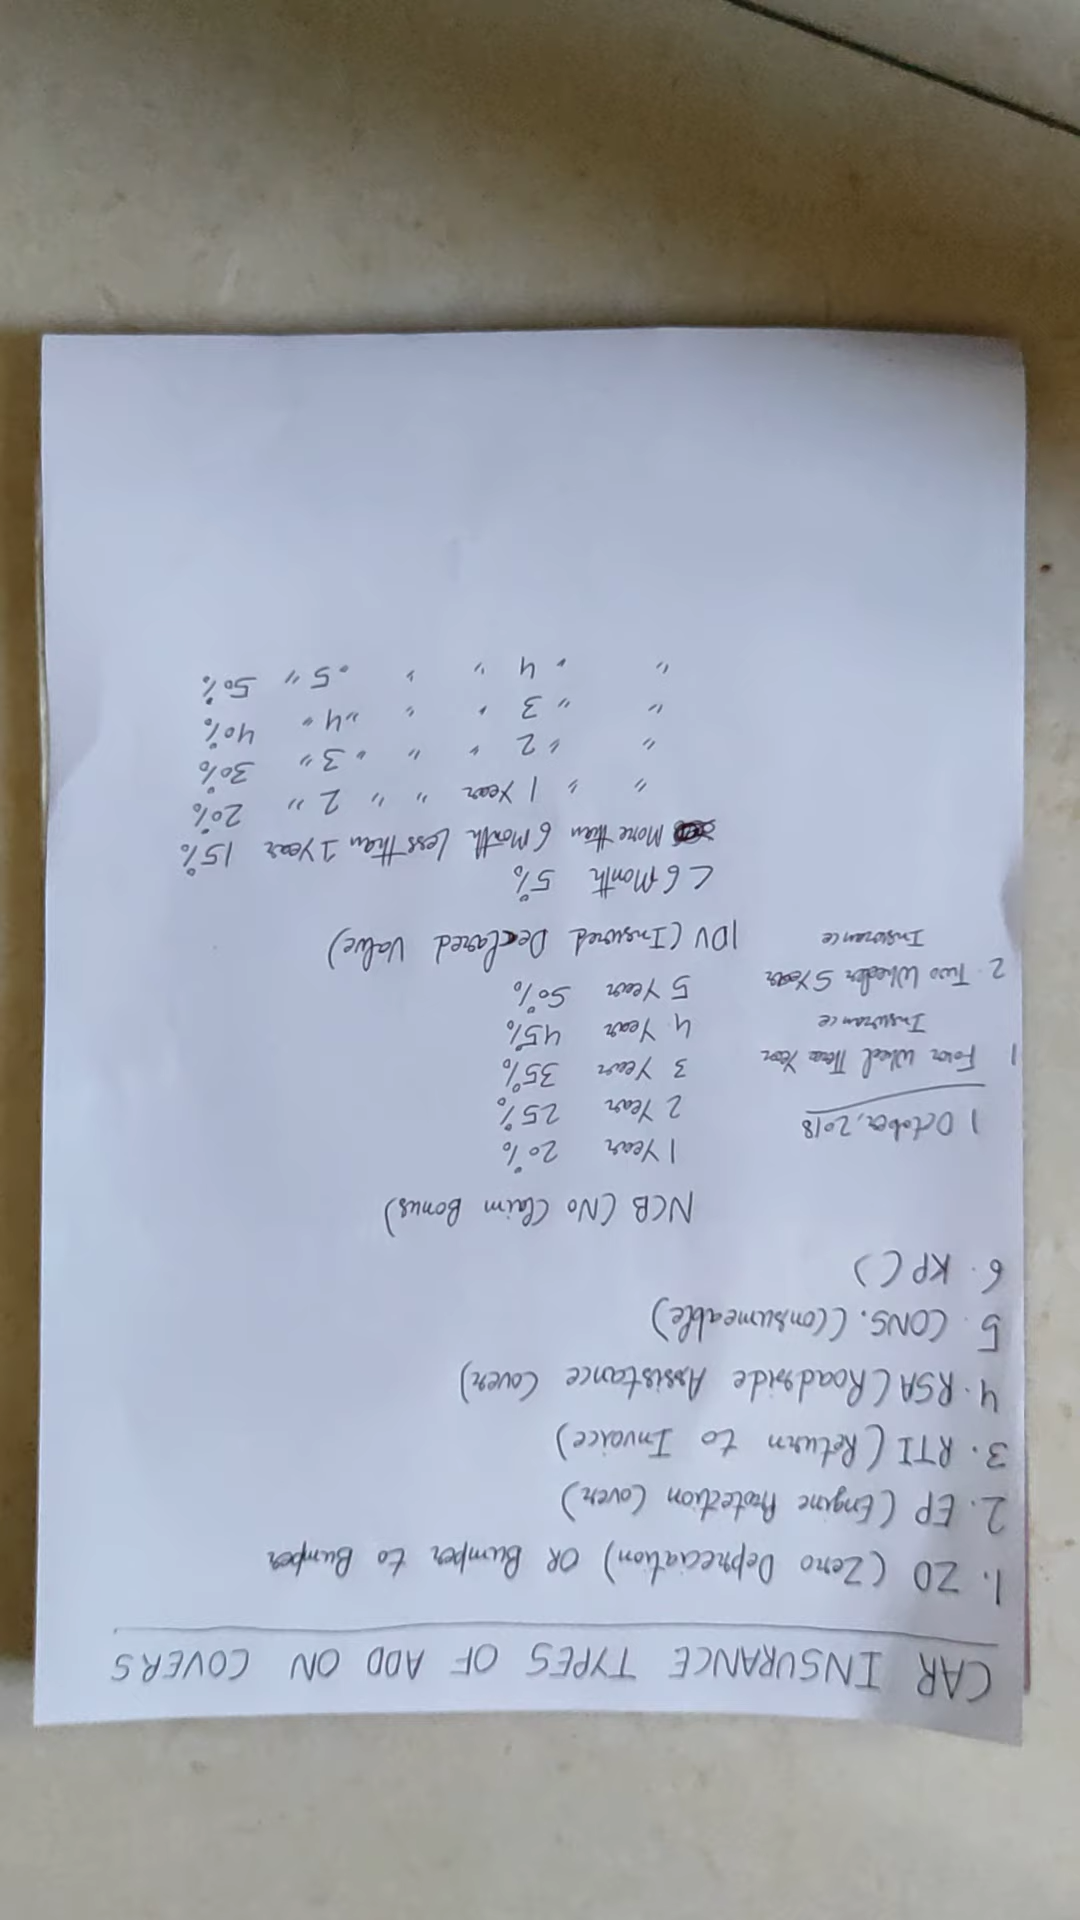 CAR INSURANCE TYPES OF ADD ON COVERS
1. ZD (Zero Depreciation) OR Bumper to Bumper
2. EP (Engine Protection Cover)
3. RTI (Return to Invoice)
4. RSA (Roadside Assistance Cover)
5. CONS. (Consumeable)
6. KP ( )
NCB (No Claim Bonus)
1 Year 20%
2 Year 25%
3 Year 35%
4 Year 45%
5 Year 50%
1 October, 2018
1 Four Wheel Year
Insurance
2. Two Wheeler 5 Year
Insurance
IDV (Insured Declared Value)
< 6 Month 5%
More than 6 Month Less than 1 Year 15%
" " 1 Year " " 2 " 20%
" " 2 " " " 3 " 30%
" " 3 " " " 4 " 40%
" " 4 " " " 5 " 50%